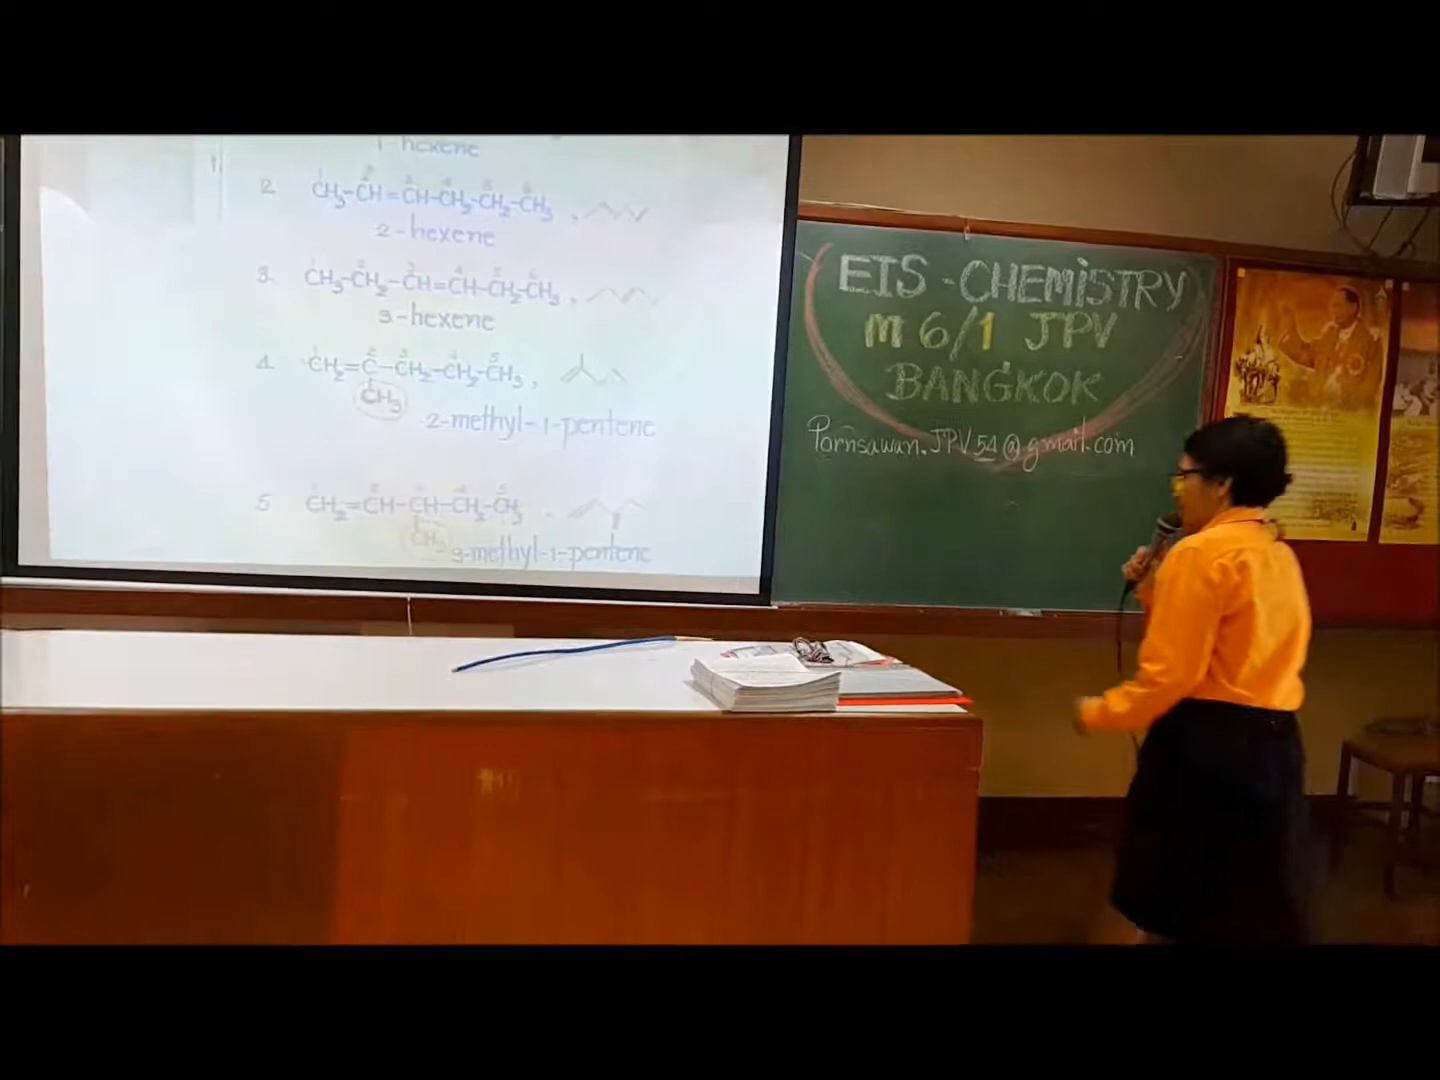 1-hexene
2 CH₃-CH=CH-CH₂-CH₂-CH₃,
2-hexene
3. CH₃-CH₂-CH=CH-CH₂-CH₃,
3-hexene
4. CH₂=C-CH₂-CH₂-CH₃,
CH₃
2-methyl-1-pentene
5 CH₂=CH-CH-CH₂-CH₃,
CH₃
3-methyl-1-pentene
EIS-CHEMISTRY
M 6/1 JPV
BANGKOK
Pornsawan.JPV54@gmail.com